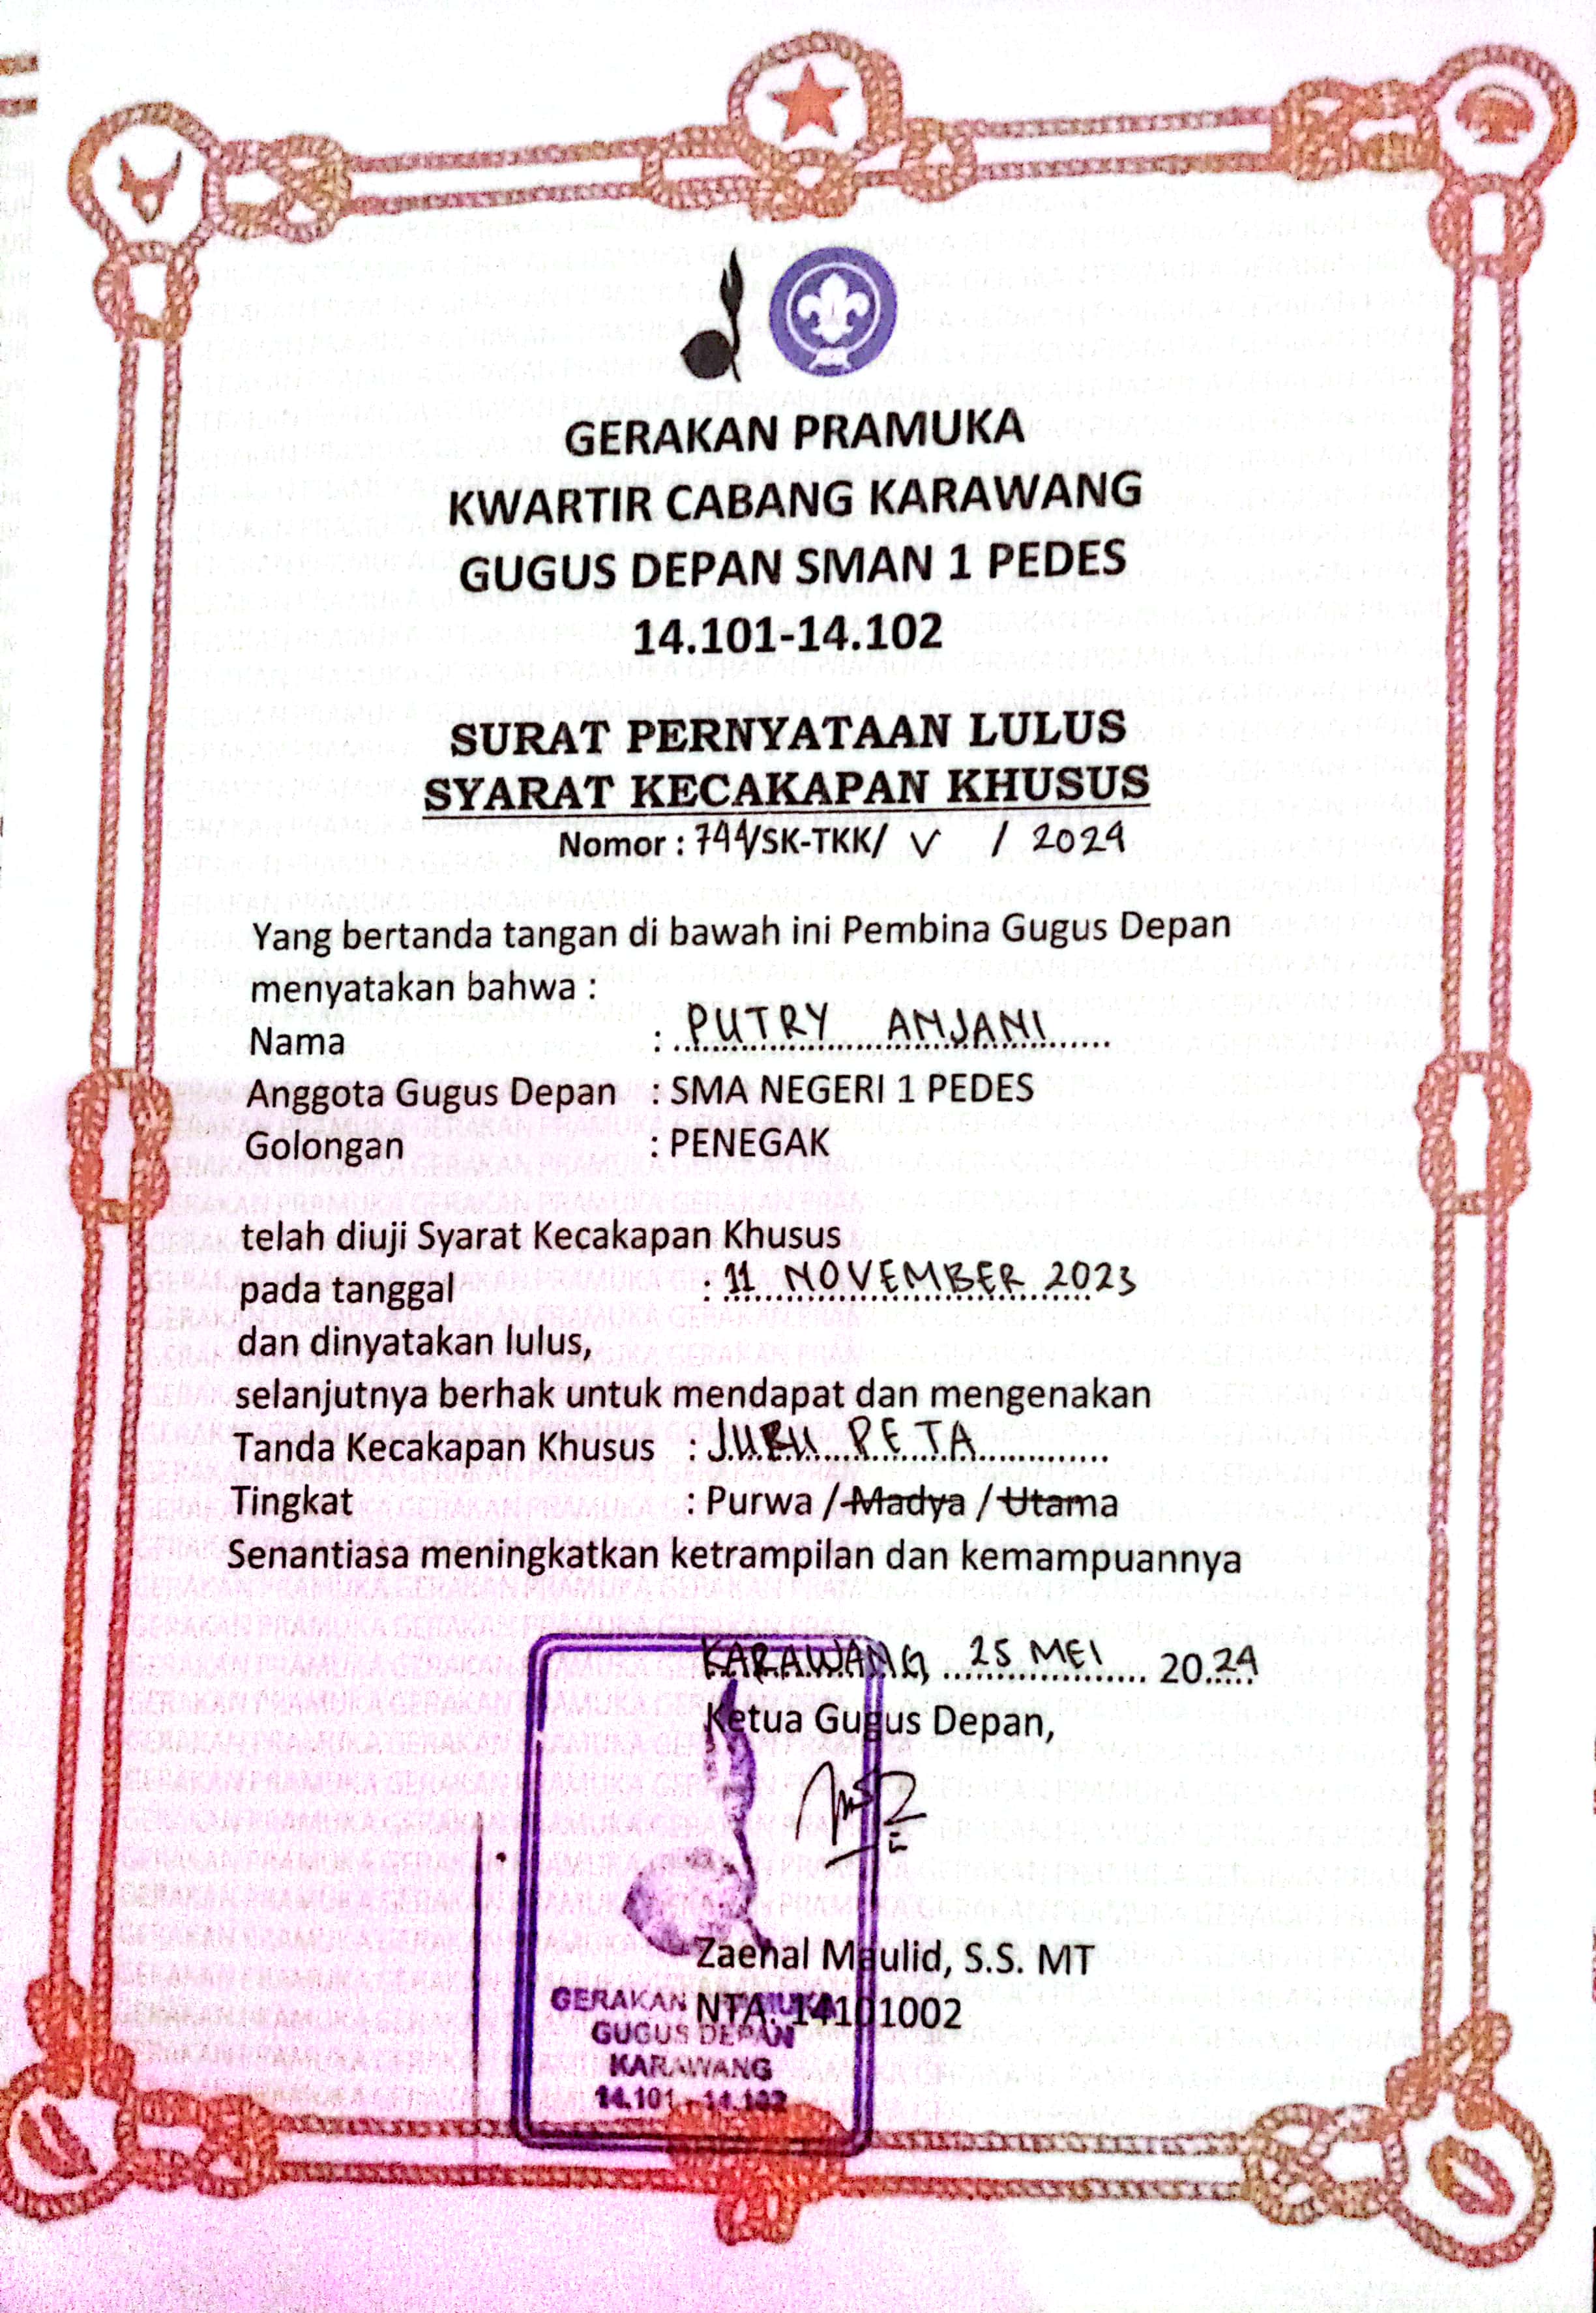 GERAKAN PRAMUKA
KWARTIR CABANG KARAWANG
GUGUS DEPAN SMAN 1 PEDES
14.101-14.102
SURAT PERNYATAAN LULUS
SYARAT KECAKAPAN KHUSUS
Nomor : 744/SK-TKK/ V / 2024
Yang bertanda tangan di bawah ini Pembina Gugus Depan
menyatakan bahwa :
Nama : PUTRY ANJANI
Anggota Gugus Depan : SMA NEGERI 1 PEDES
Golongan : PENEGAK
telah diuji Syarat Kecakapan Khusus
pada tanggal : 11 NOVEMBER 2023
dan dinyatakan lulus,
selanjutnya berhak untuk mendapat dan mengenakan
Tanda Kecakapan Khusus : JURU PETA
Tingkat : Purwa / Madya / Utama
Senantiasa meningkatkan ketrampilan dan kemampuannya
KARAWANG, 25 MEI 2024
Ketua Gugus Depan,
Zaenal Maulid, S.S. MT
NTA. 14101002
GERAKAN PRAMUKA
GUGUS DEPAN
KARAWANG
14.101 - 14.102